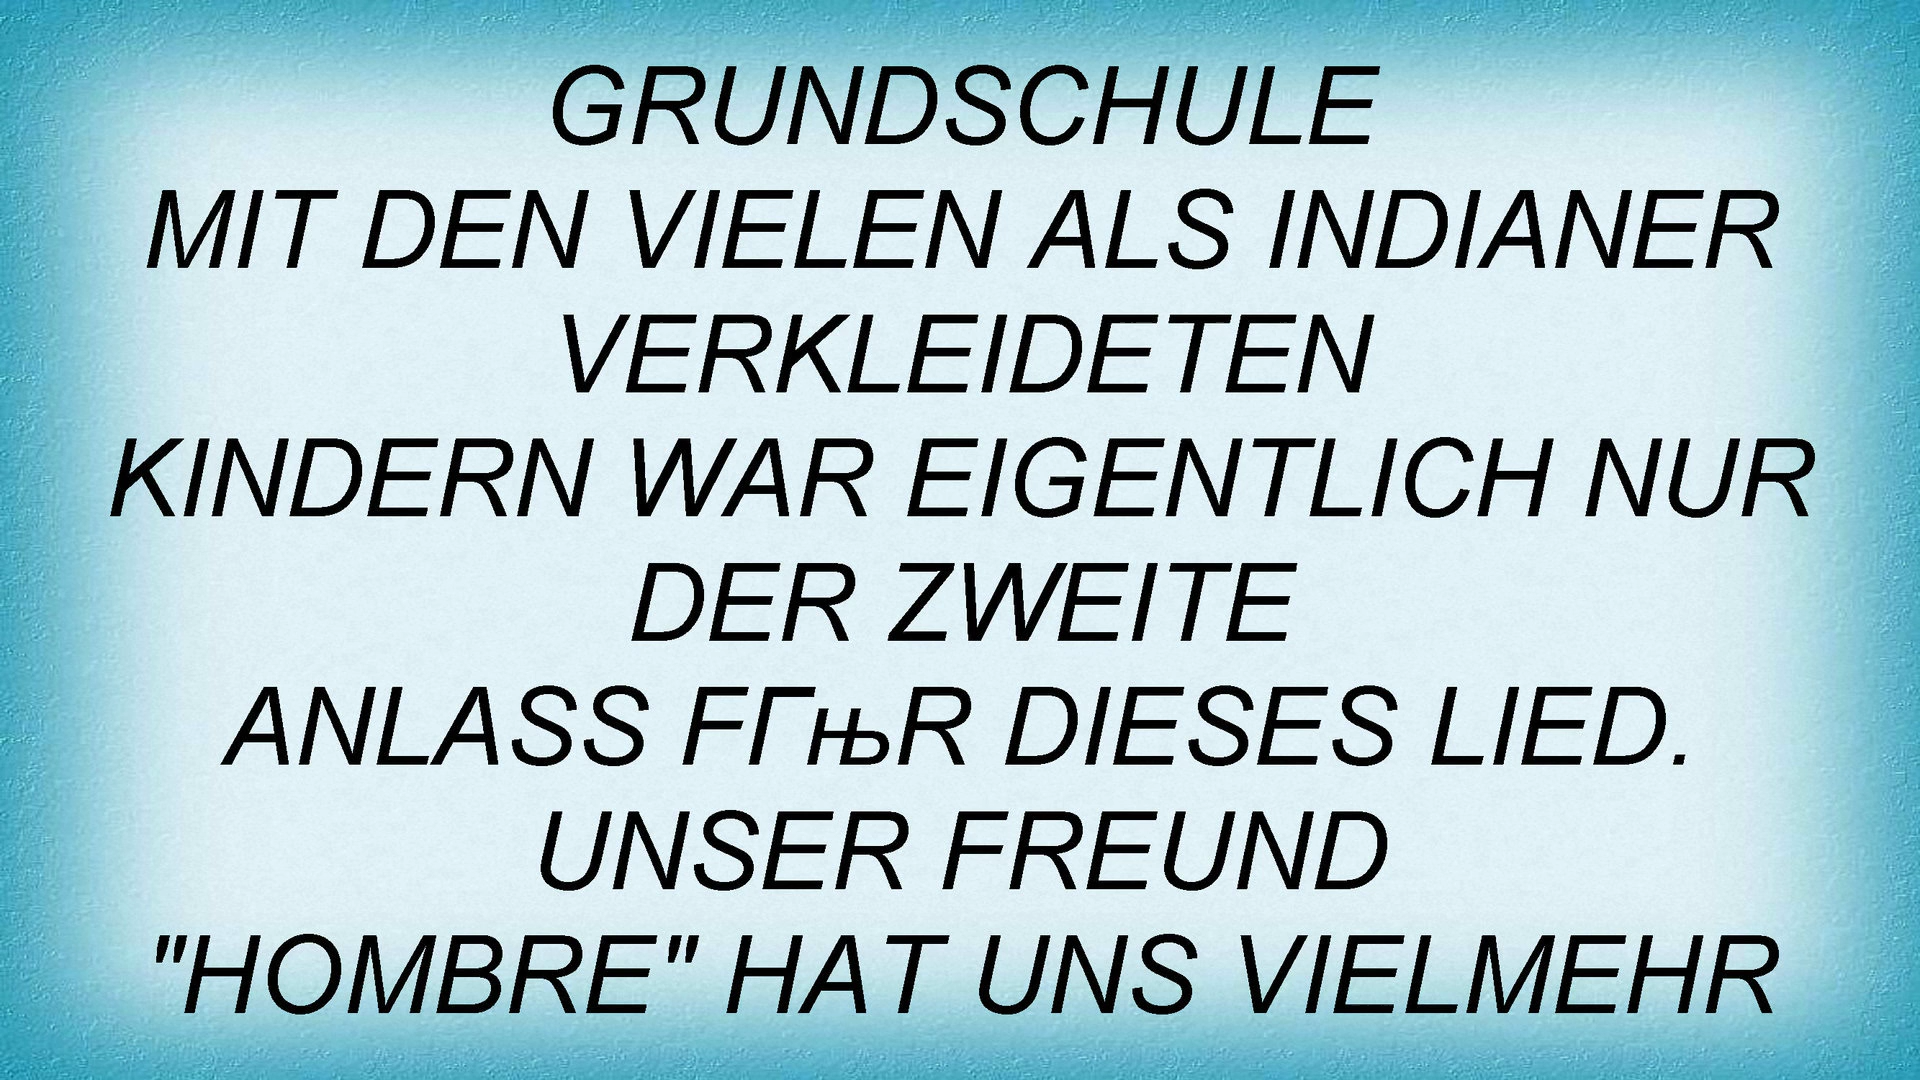 GRUNDSCHULE
MIT DEN VIELEN ALS INDIANER
VERKLEIDETEN
KINDERN WAR EIGENTLICH NUR
DER ZWEITE
ANLASS FГњR DIESES LIED.
UNSER FREUND
"HOMBRE" HAT UNS VIELMEHR